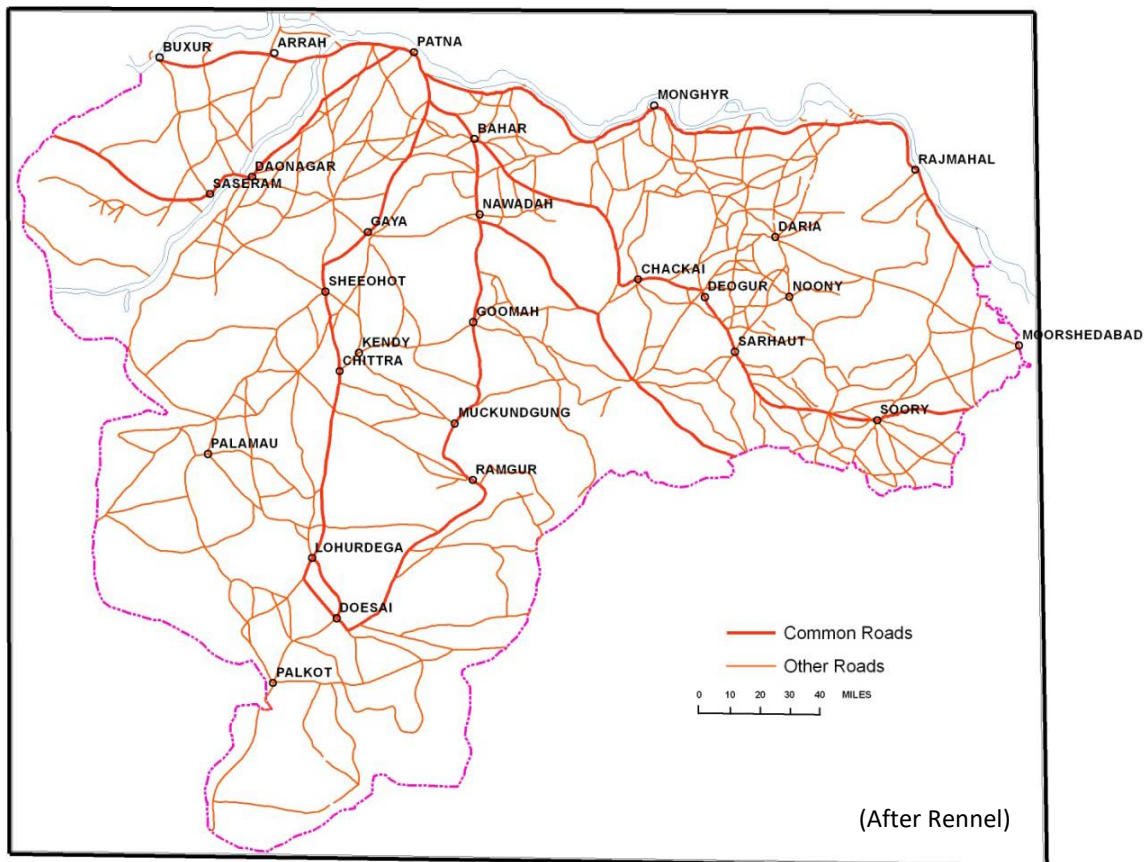 BUXUR
ARRAH
PATNA
MONGHYR
BAHAR
RAJMAHAL
DAONAGAR
SASERAM
NAWADAH
GAYA
DARIA
SHEEOHOT
CHACKAI
DEOGUR
NOONY
GOOMAH
MOORSHEDABAD
KENDY
SARHAUT
CHITTRA
MUCKUNDGUNG
SOORY
PALAMAU
RAMGUR
LOHURDEGA
DOESAI
Common Roads
Other Roads
PALKOT
0 10 20 30 40 MILES
(After Rennel)